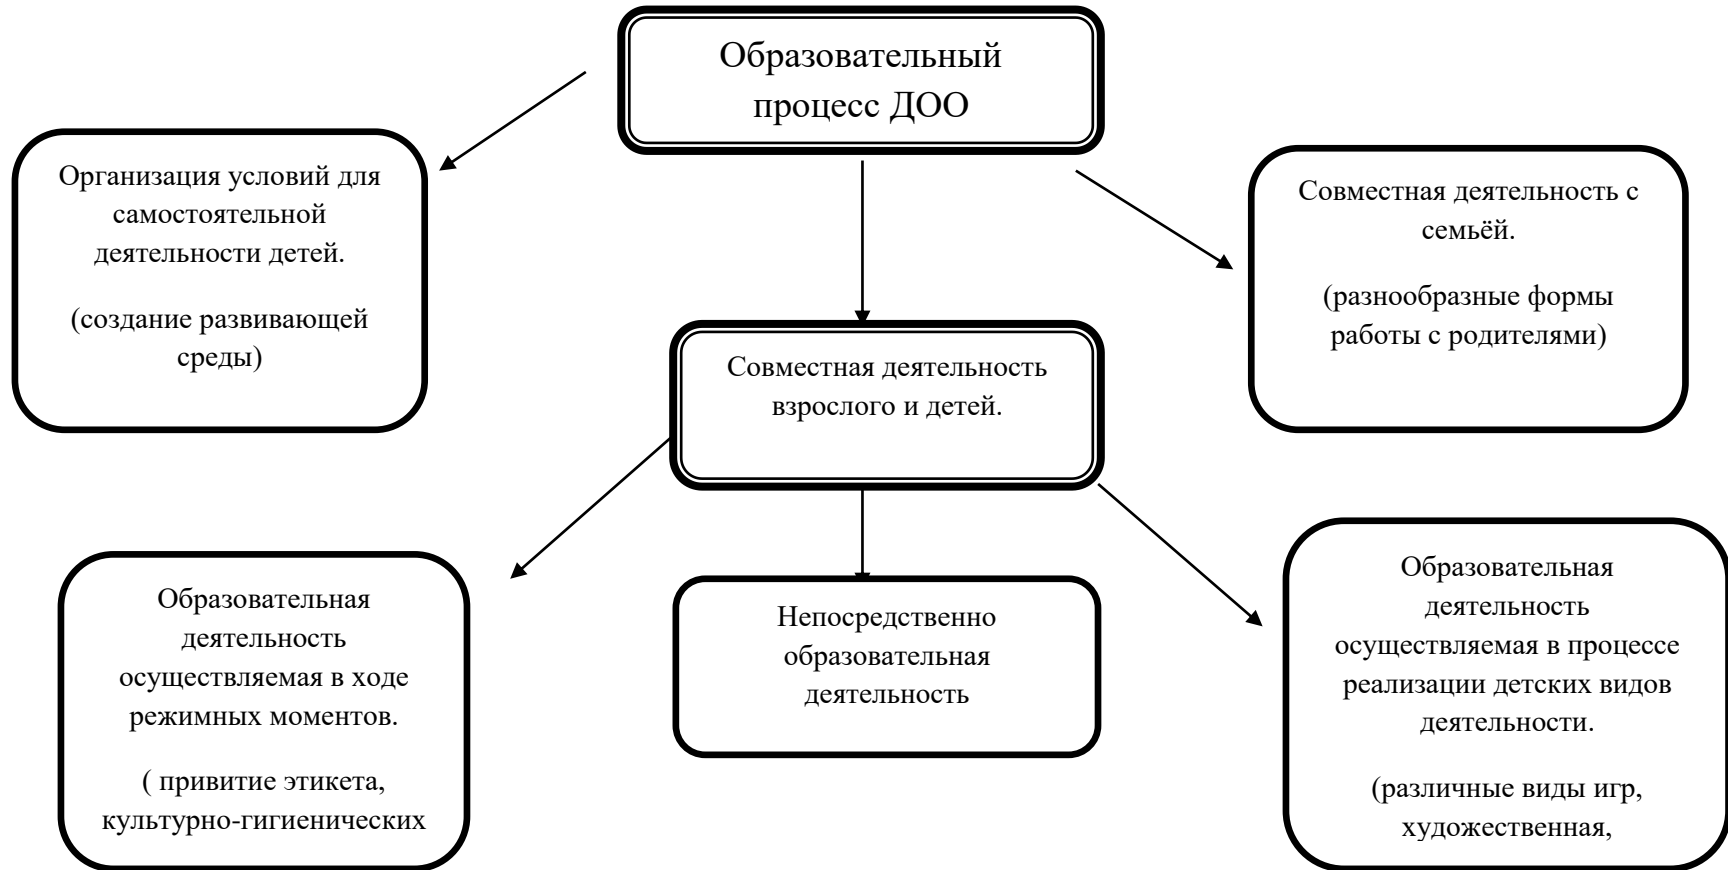 Образовательный
процесс ДОО
Организация условий для
самостоятельной
деятельности детей.
(создание развивающей
среды)
Совместная деятельность с
семьёй.
(разнообразные формы
работы с родителями)
Совместная деятельность
взрослого и детей.
Образовательная
деятельность
осуществляемая в ходе
режимных моментов.
( привитие этикета,
культурно-гигиенических
Непосредственно
образовательная
деятельность
Образовательная
деятельность
осуществляемая в процессе
реализации детских видов
деятельности.
(различные виды игр,
художественная,